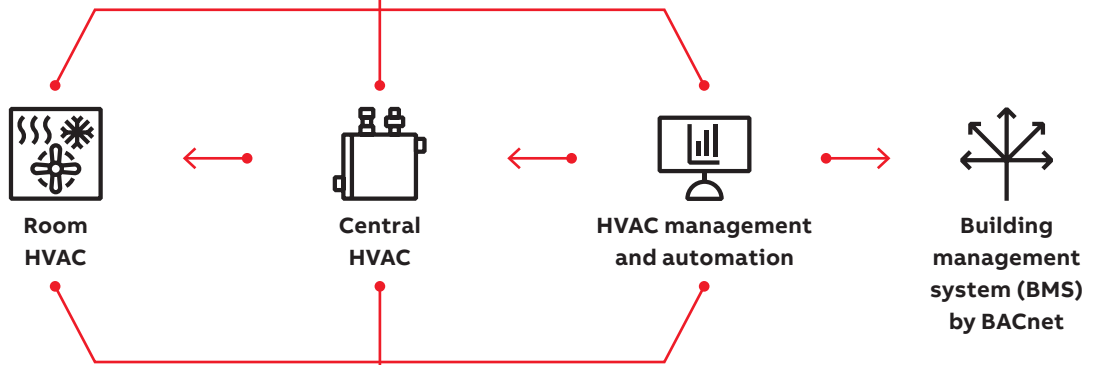 Room
HVAC
Central
HVAC
HVAC management
and automation
Building
management
system (BMS)
by BACnet